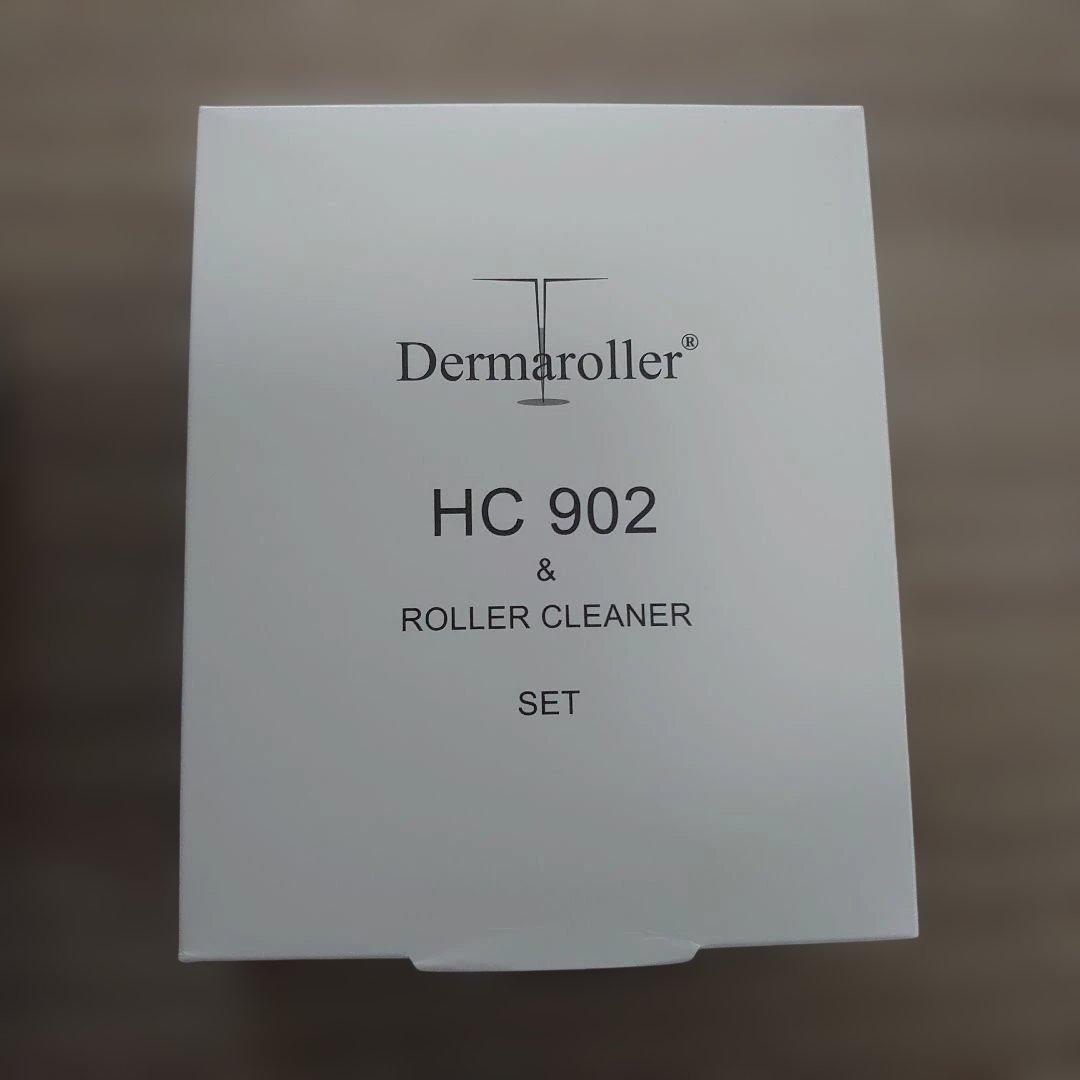 Dermaroller®
HC 902
&
ROLLER CLEANER
SET